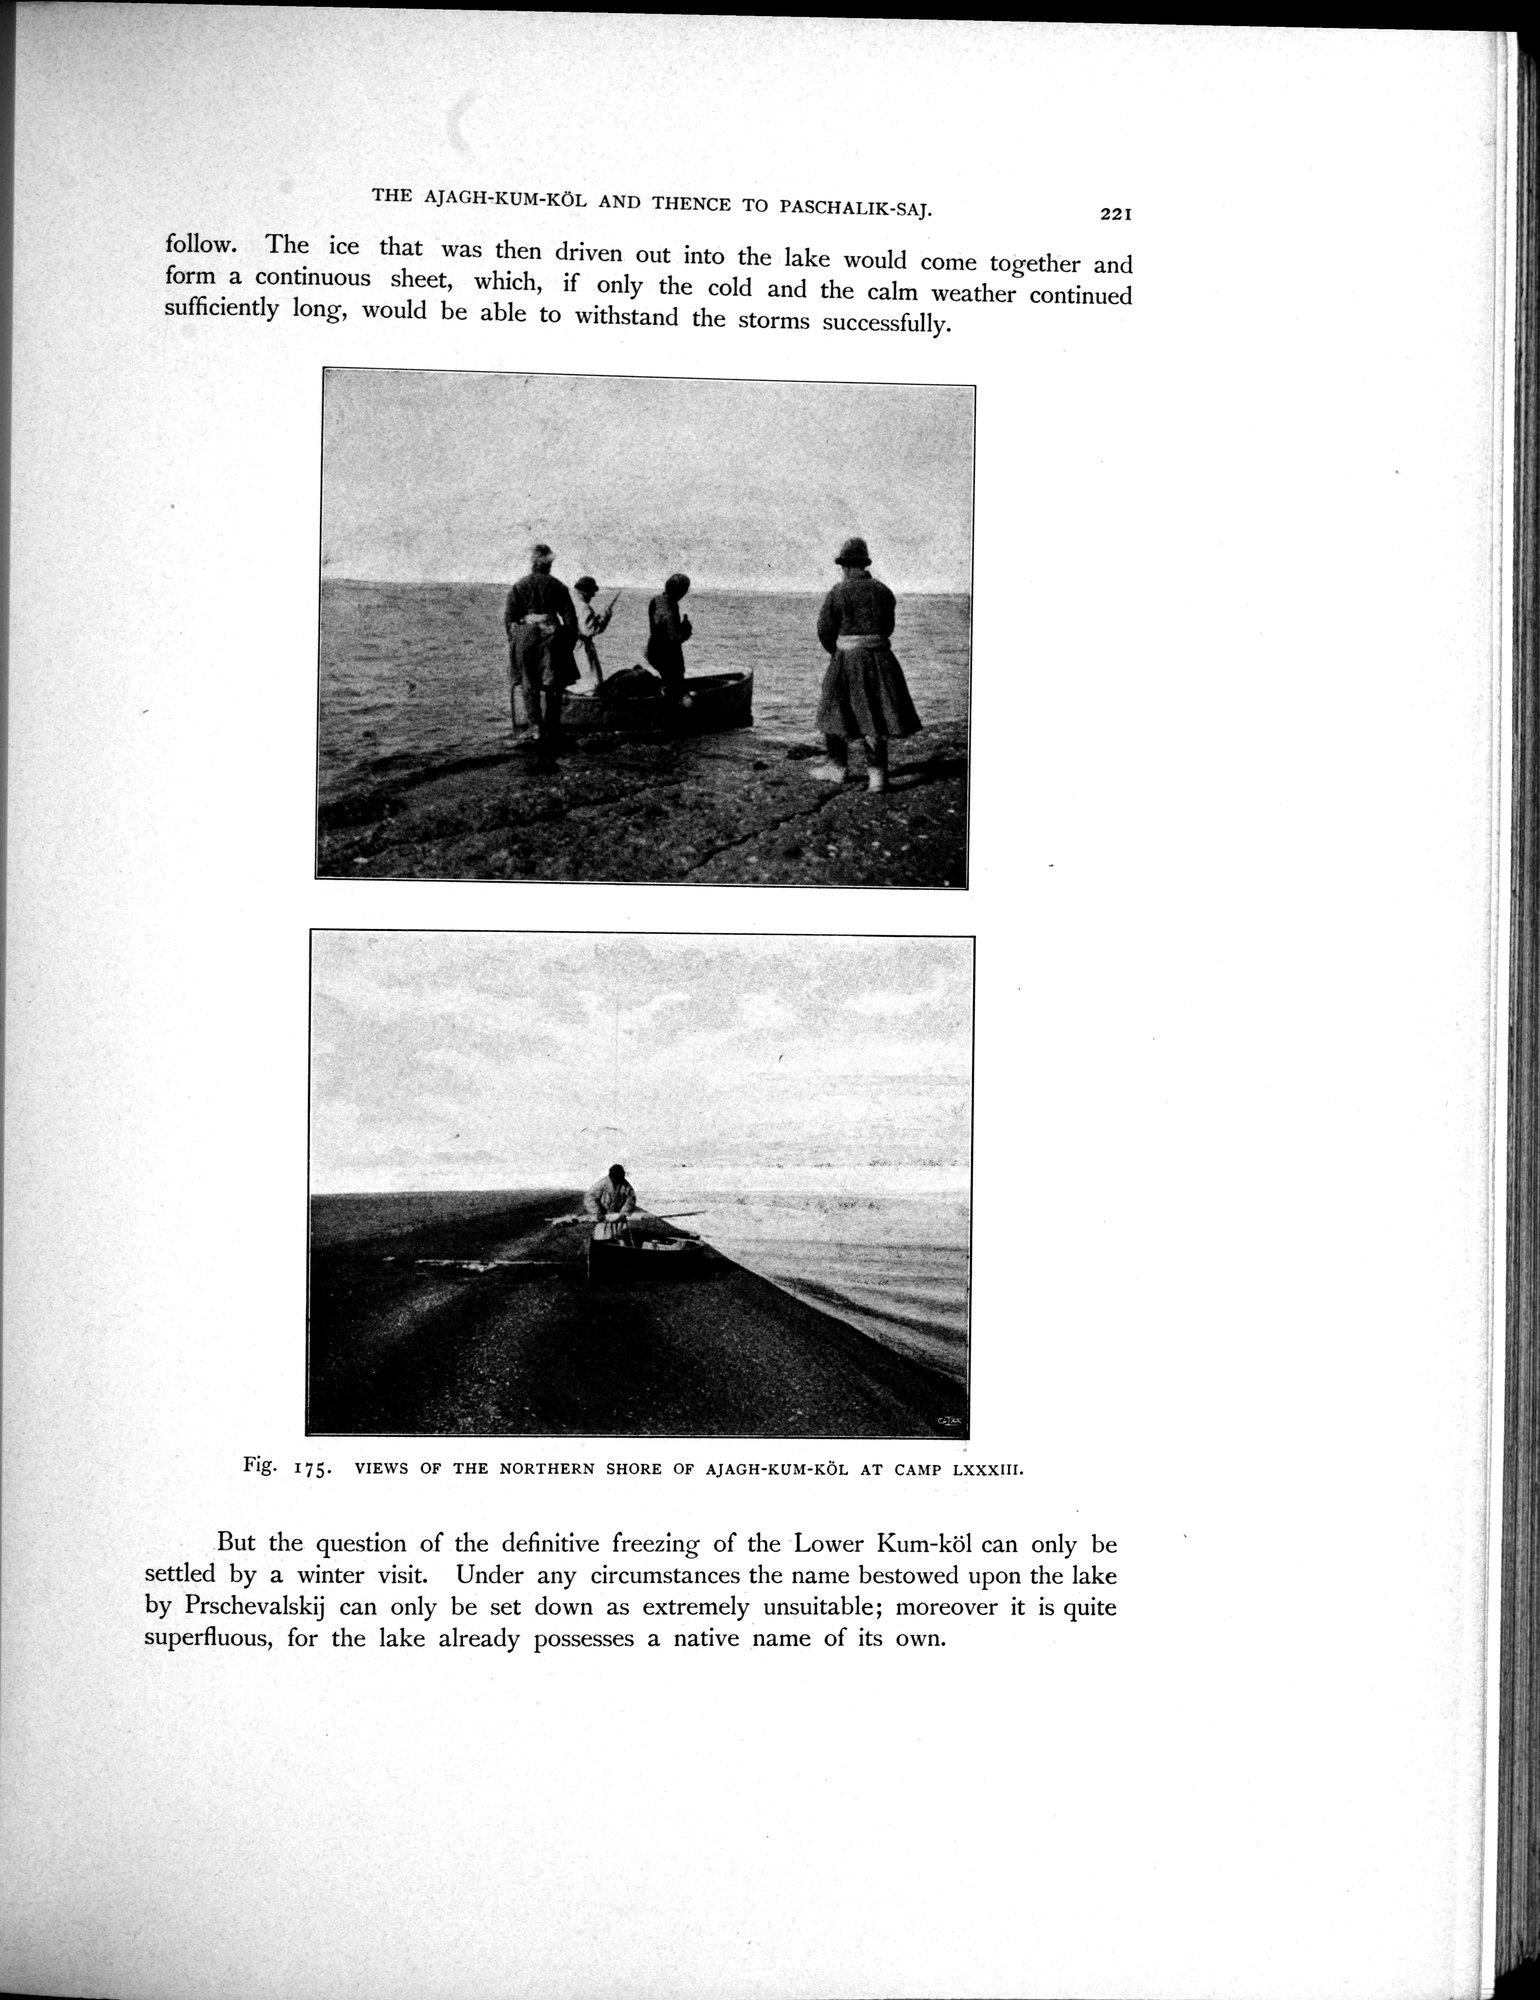 THE AJAGH-KUM-KÖL AND THENCE TO PASCHALIK-SAJ. 221
follow. The ice that was then driven out into the lake would come together and
form a continuous sheet, which, if only the cold and the calm weather continued
sufficiently long, would be able to withstand the storms successfully.
Fig. 175. VIEWS OF THE NORTHERN SHORE OF AJAGH-KUM-KÖL AT CAMP LXXXIII.
But the question of the definitive freezing of the Lower Kum-köl can only be
settled by a winter visit. Under any circumstances the name bestowed upon the lake
by Prschevalskij can only be set down as extremely unsuitable; moreover it is quite
superfluous, for the lake already possesses a native name of its own.